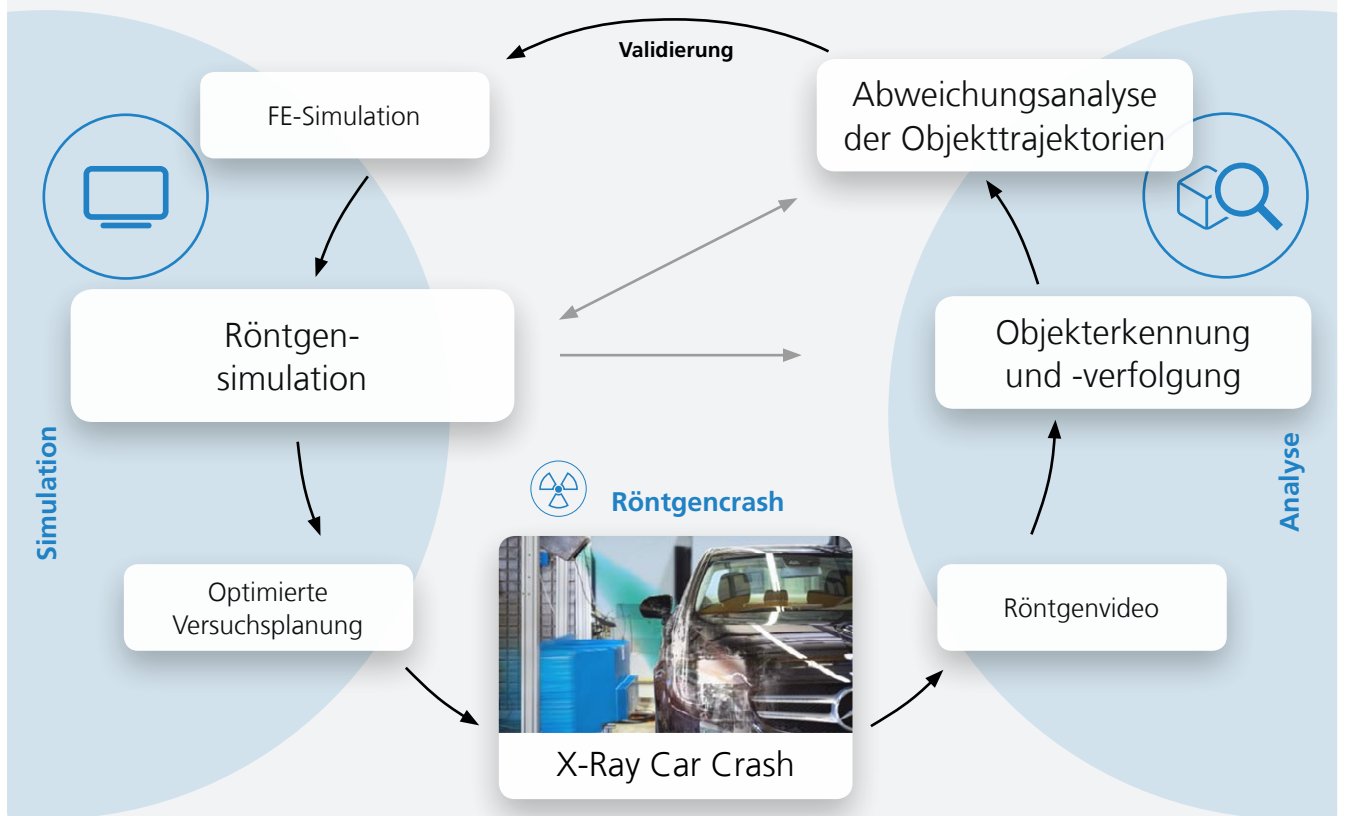 Validierung
FE-Simulation
Abweichungsanalyse
der Objekttrajektorien
Röntgen-
simulation
Objekterkennung
und -verfolgung
Simulation
Analyse
Röntgencrash
Optimierte
Versuchsplanung
Röntgenvideo
X-Ray Car Crash